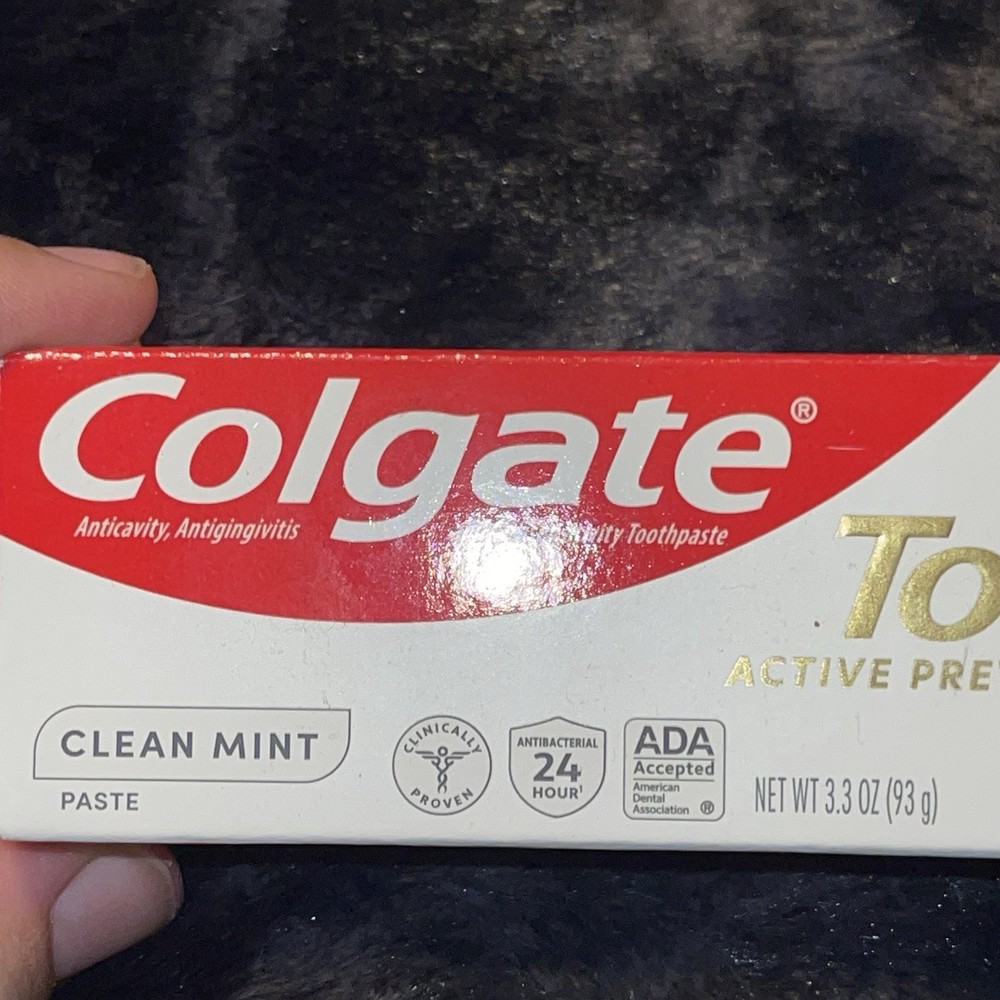 Colgate®
Anticavity, Antigingivitis Toothpaste
To
ACTIVE PRE
CLEAN MINT
PASTE
CLINICALLY
PROVEN
ANTIBACTERIAL
24
HOUR¹
ADA
Accepted
American
Dental
Association ®
NET WT 3.3 OZ (93 g)